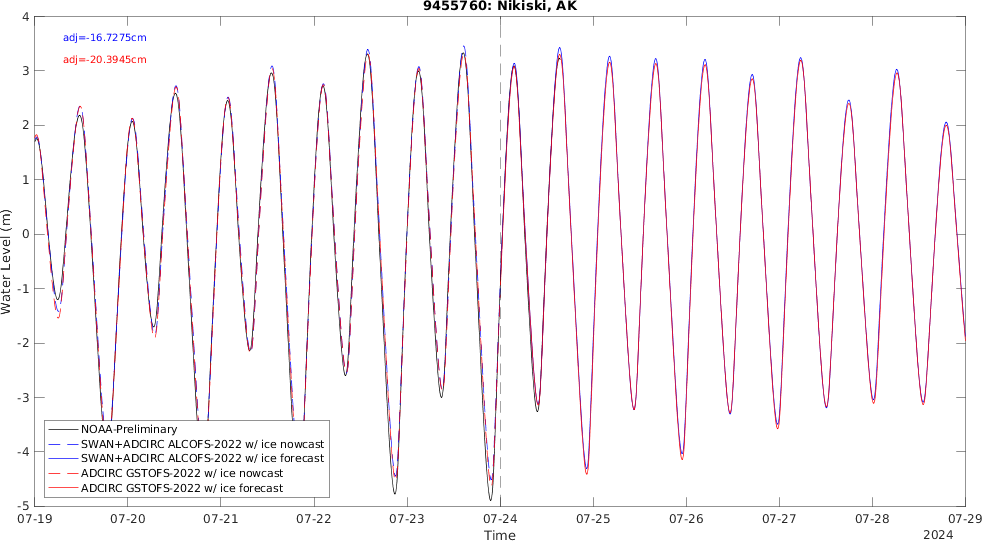 9455760: Nikiski, AK
adj=-16.7275cm
adj=-20.3945cm
4
3
2
1
0
-1
-2
-3
-4
-5
Water Level (m)
NOAA-Preliminary
SWAN+ADCIRC ALCOFS-2022 w/ ice nowcast
SWAN+ADCIRC ALCOFS-2022 w/ ice forecast
ADCIRC GSTOFS-2022 w/ ice nowcast
ADCIRC GSTOFS-2022 w/ ice forecast
07-19 07-20 07-21 07-22 07-23 07-24 07-25 07-26 07-27 07-28 07-29
Time
2024